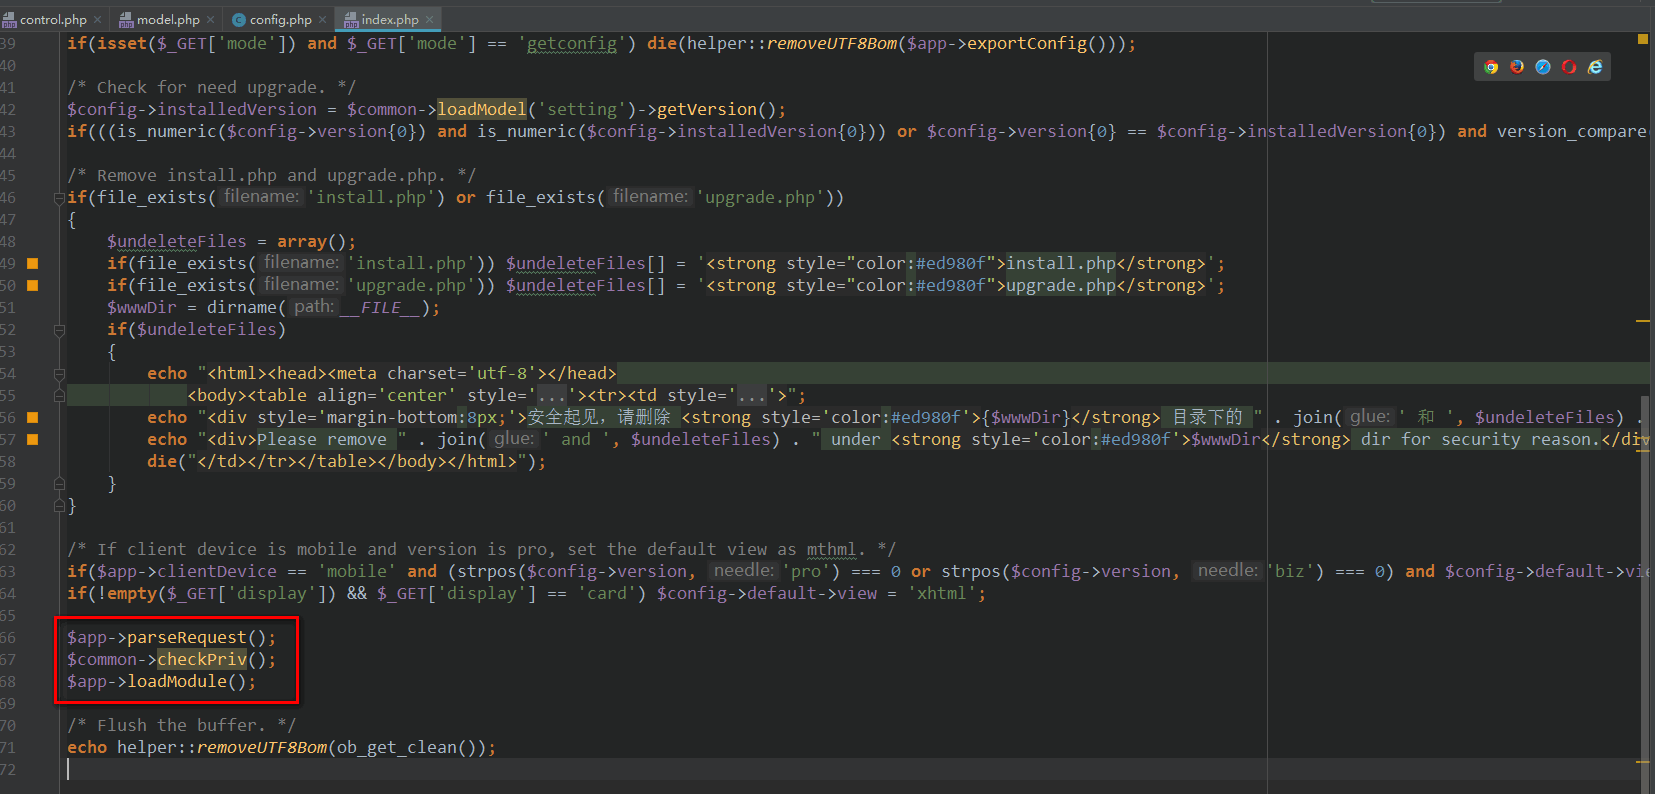 control.php
model.php
config.php
index.php
39 if(isset($_GET['mode']) and $_GET['mode'] == 'getconfig') die(helper::removeUTF8Bom($app->exportConfig()));
40
41 /* Check for need upgrade. */
42 $config->installedVersion = $common->loadModel('setting')->getVersion();
43 if(((is_numeric($config->version{0}) and is_numeric($config->installedVersion{0})) or $config->version{0} == $config->installedVersion{0}) and version_compare(
44
45 /* Remove install.php and upgrade.php. */
46 if(file_exists( filename: 'install.php') or file_exists( filename: 'upgrade.php'))
47 {
48 $undeleteFiles = array();
49 if(file_exists( filename: 'install.php')) $undeleteFiles[] = '<strong style="color:#ed980f">install.php</strong>';
50 if(file_exists( filename: 'upgrade.php')) $undeleteFiles[] = '<strong style="color:#ed980f">upgrade.php</strong>';
51 $wwwDir = dirname( path: __FILE__);
52 if($undeleteFiles)
53 {
54 echo "<html><head><meta charset='utf-8'></head>
55 <body><table align='center' style='...'><tr><td style='...'>";
56 echo "<div style='margin-bottom:8px;'>安全起见，请删除 <strong style='color:#ed980f'>{$wwwDir}</strong> 目录下的 " . join( glue: ' 和 ', $undeleteFiles) .
57 echo "<div>Please remove " . join( glue: ' and ', $undeleteFiles) . " under <strong style='color:#ed980f'>$wwwDir</strong> dir for security reason.</div
58 die("</td></tr></table></body></html>");
59 }
60 }
61
62 /* If client device is mobile and version is pro, set the default view as mthml. */
63 if($app->clientDevice == 'mobile' and (strpos($config->version, needle: 'pro') === 0 or strpos($config->version, needle: 'biz') === 0) and $config->default->vie
64 if(!empty($_GET['display']) && $_GET['display'] == 'card') $config->default->view = 'xhtml';
65
66 $app->parseRequest();
67 $common->checkPriv();
68 $app->loadModule();
69
70 /* Flush the buffer. */
71 echo helper::removeUTF8Bom(ob_get_clean());
72